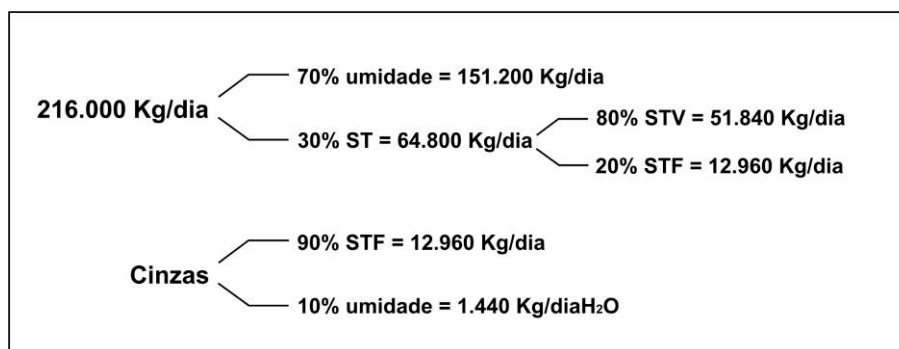 216.000 Kg/dia
70% umidade = 151.200 Kg/dia
30% ST = 64.800 Kg/dia
80% STV = 51.840 Kg/dia
20% STF = 12.960 Kg/dia
Cinzas
90% STF = 12.960 Kg/dia
10% umidade = 1.440 Kg/diaH₂O